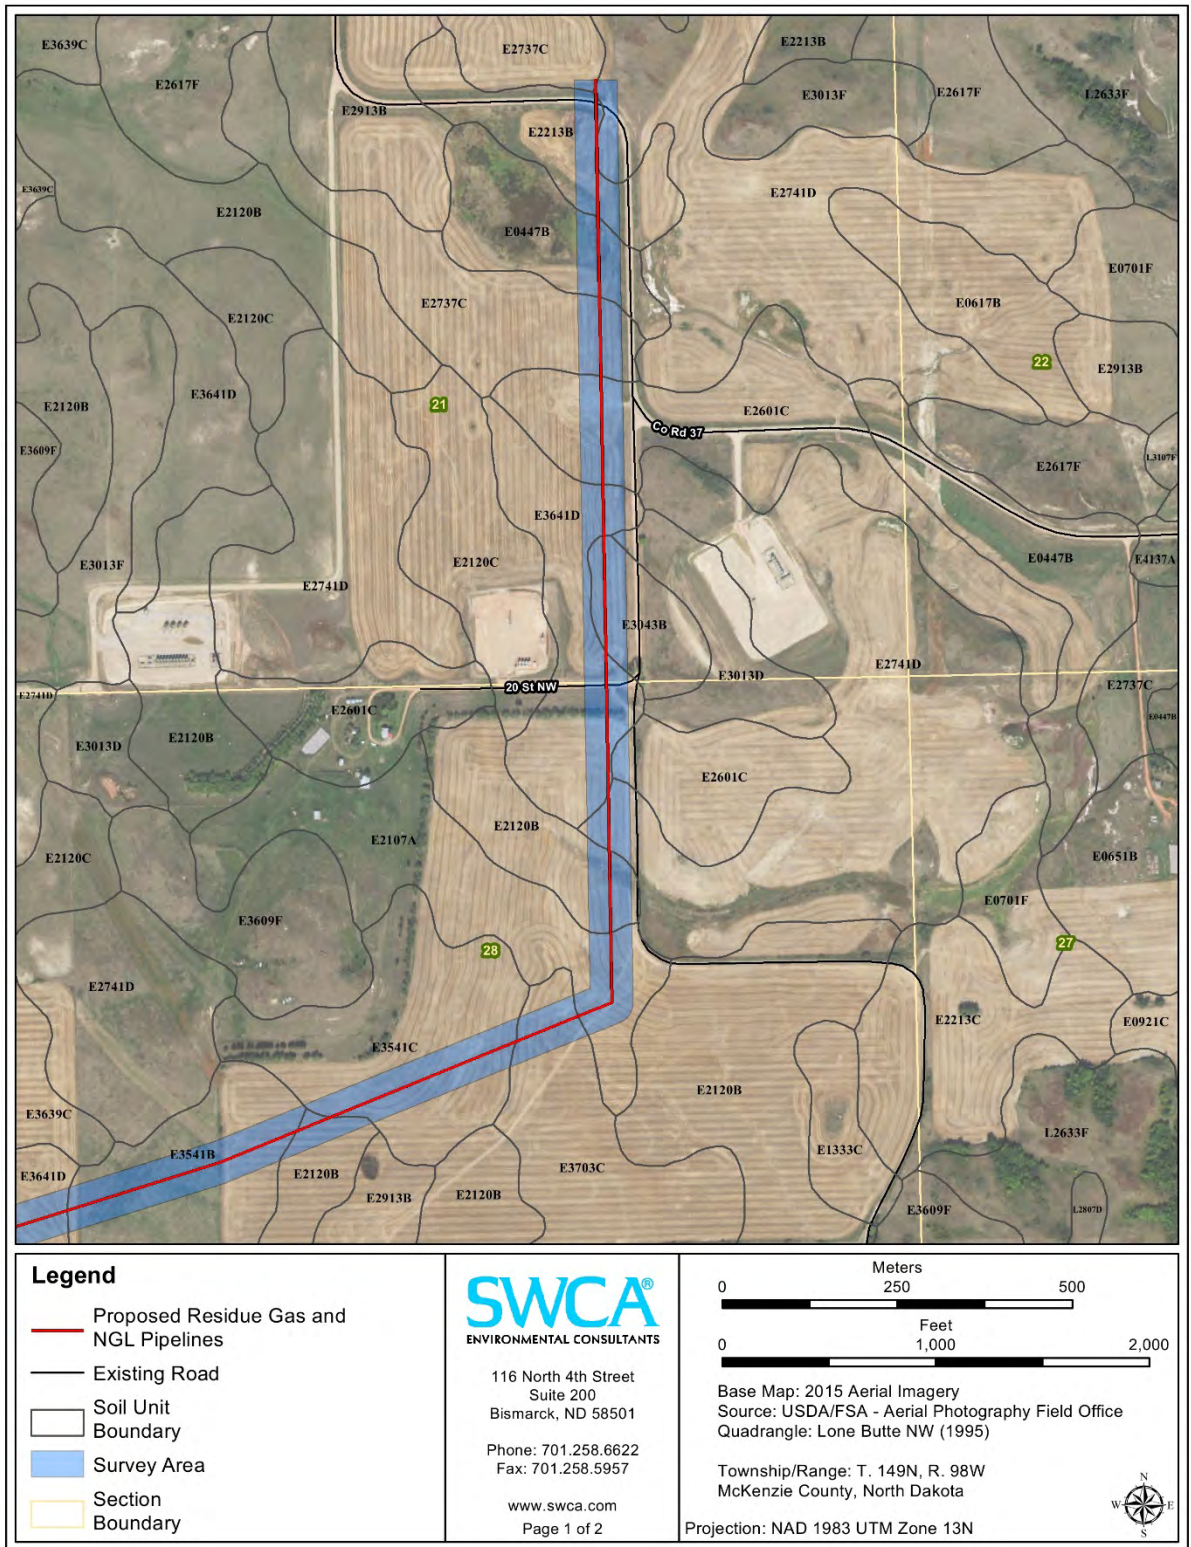 E3639C
E2737C
E2213B
E2617F
E3013F
E2617F
L2633F
E2913B
E2213B
E3639C
E2741D
E2120B
E0447B
E0701F
E2737C
E0617B
E2120C
22
E2913B
E3641D
21
E2120B
E2601C
Co Rd 37
E3609F
E2617F
L3107F
E3641D
E3013F
E2120C
E0447B
E4137A
E2741D
E3043B
E2741D
E3013D
E2741D
20 St NW
E2737C
E2601C
E0447B
E3013D
E2120B
E2601C
E2120B
E2107A
E2120C
E0651B
E0701F
E3609F
28
27
E2741D
E2213C
E0921C
E3541C
E2120B
E3639C
L2633F
E3541B
E1333C
E3641D
E2120B
E3703C
E2913B
E2120B
E3609F
L2807D
Legend
Proposed Residue Gas and
NGL Pipelines
Existing Road
Soil Unit
Boundary
Survey Area
Section
Boundary
SWCA®
ENVIRONMENTAL CONSULTANTS
116 North 4th Street
Suite 200
Bismarck, ND 58501
Phone: 701.258.6622
Fax: 701.258.5957
www.swca.com
Page 1 of 2
Meters
0 250 500
Feet
0 1,000 2,000
Base Map: 2015 Aerial Imagery
Source: USDA/FSA - Aerial Photography Field Office
Quadrangle: Lone Butte NW (1995)
Township/Range: T. 149N, R. 98W
McKenzie County, North Dakota
N
W E
S
Projection: NAD 1983 UTM Zone 13N